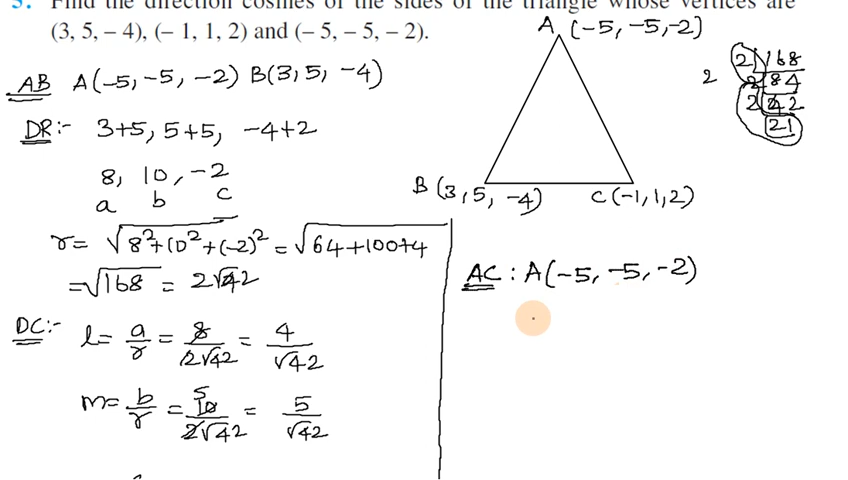 5. Find the direction cosines of the sides of the triangle whose vertices are
(3, 5, – 4), (– 1, 1, 2) and (– 5, – 5, – 2).
A (-5, -5, -2)
AB A(-5, -5, -2) B(3, 5, -4)
DR:- 3+5, 5+5, -4+2
8, 10, -2
a b c
r = √8²+10²+(-2)² = √64+100+4
= √168 = 2√42
DC:- l = a/r = 8/2√42 = 4/√42
m = b/r = 5 10/2√42 = 5/√42
2 168
2 84
2 42
21
2
B (3, 5, -4) C (-1, 1, 2)
AC : A(-5, -5, -2)